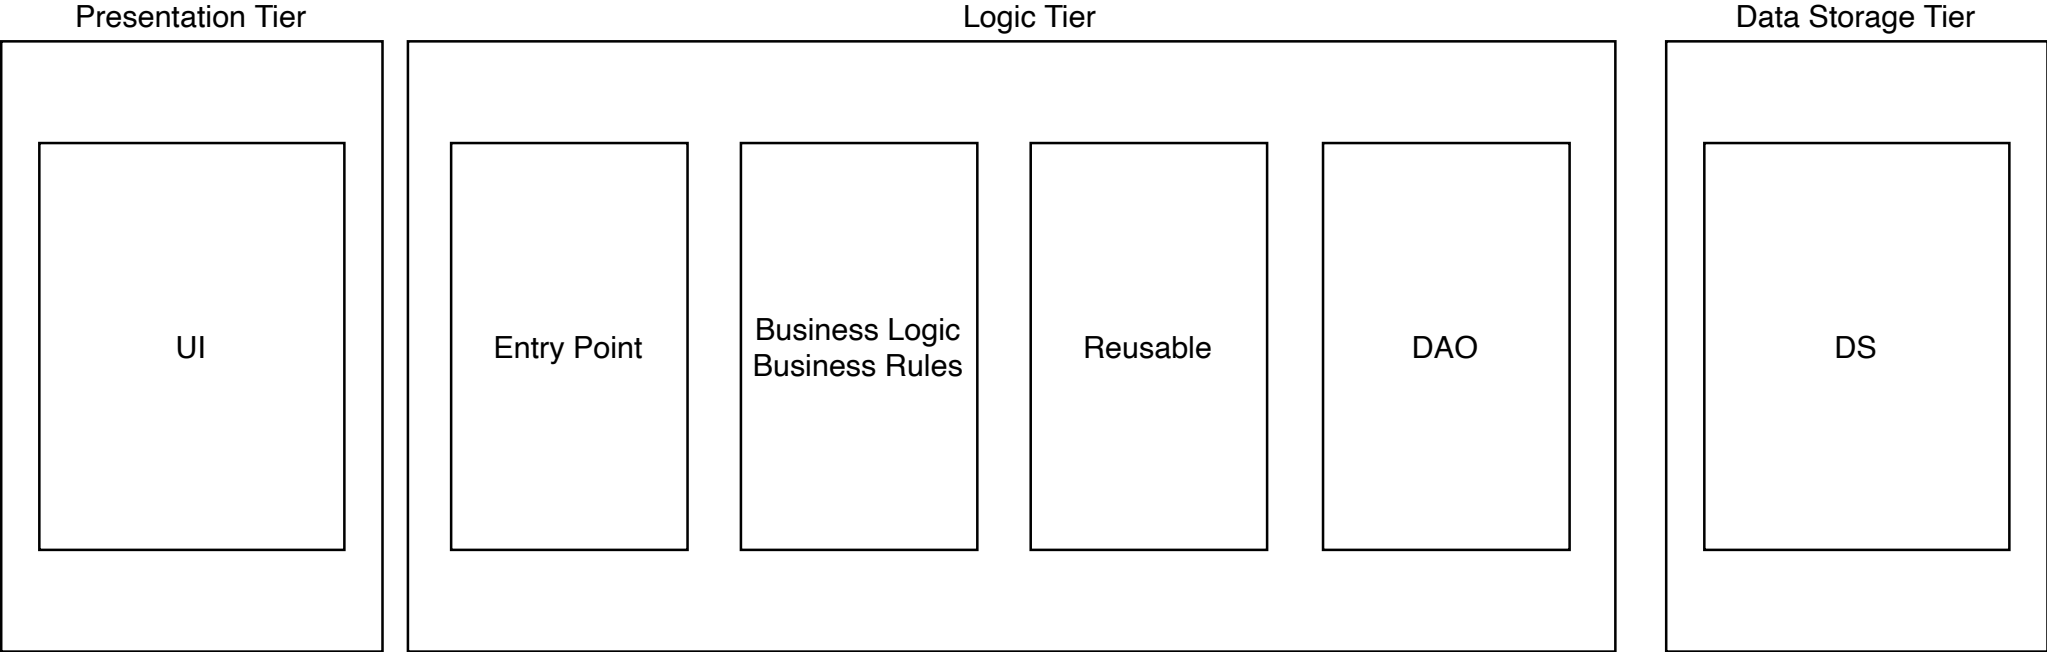 Presentation Tier
Logic Tier
Data Storage Tier
UI
Entry Point
Business Logic
Business Rules
Reusable
DAO
DS